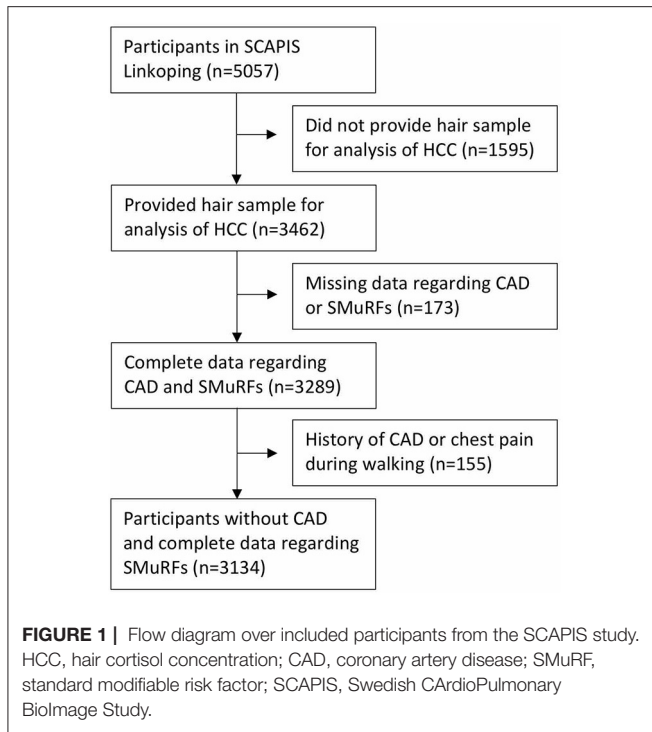 Participants in SCAPIS
Linkoping (n=5057)
Did not provide hair sample
for analysis of HCC (n=1595)
Provided hair sample for
analysis of HCC (n=3462)
Missing data regarding CAD
or SMuRFs (n=173)
Complete data regarding
CAD and SMuRFs (n=3289)
History of CAD or chest pain
during walking (n=155)
Participants without CAD
and complete data regarding
SMuRFs (n=3134)
FIGURE 1 | Flow diagram over included participants from the SCAPIS study.
HCC, hair cortisol concentration; CAD, coronary artery disease; SMuRF,
standard modifiable risk factor; SCAPIS, Swedish CArdioPulmonary
BioImage Study.